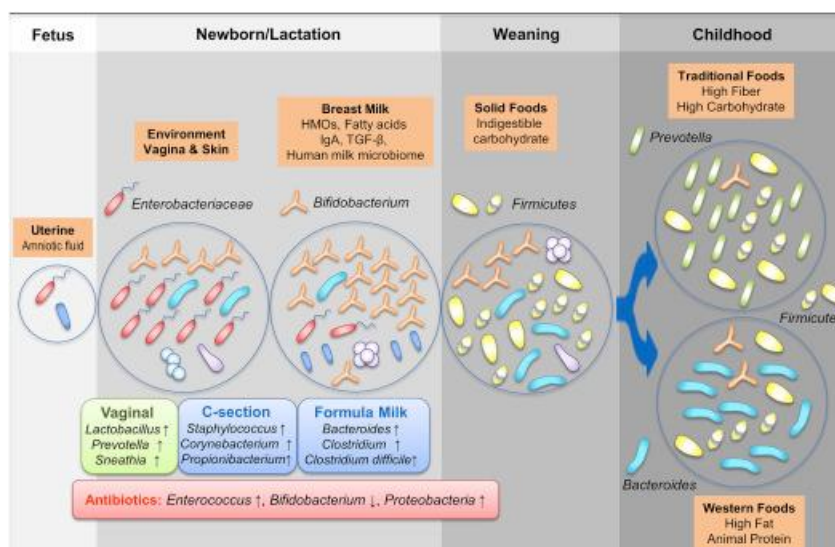 Fetus
Newborn/Lactation
Weaning
Childhood
Uterine
Amniotic fluid
Environment
Vagina & Skin
Enterobacteriaceae
Breast Milk
HMOs, Fatty acids
IgA, TGF-β,
Human milk microbiome
Bifidobacterium
Solid Foods
Indigestible
carbohydrate
Firmicutes
Traditional Foods
High Fiber
High Carbohydrate
Prevotella
Firmicute
Bacteroides
Western Foods
High Fat
Animal Protein
Vaginal
Lactobacillus ↑
Prevotella ↑
Sneathia ↑
C-section
Staphylococcus ↑
Corynebacterium ↑
Propionibacterium↑
Formula Milk
Bacteroides ↑
Clostridium ↑
Clostridium difficile↑
Antibiotics: Enterococcus ↑, Bifidobacterium ↓, Proteobacteria ↑